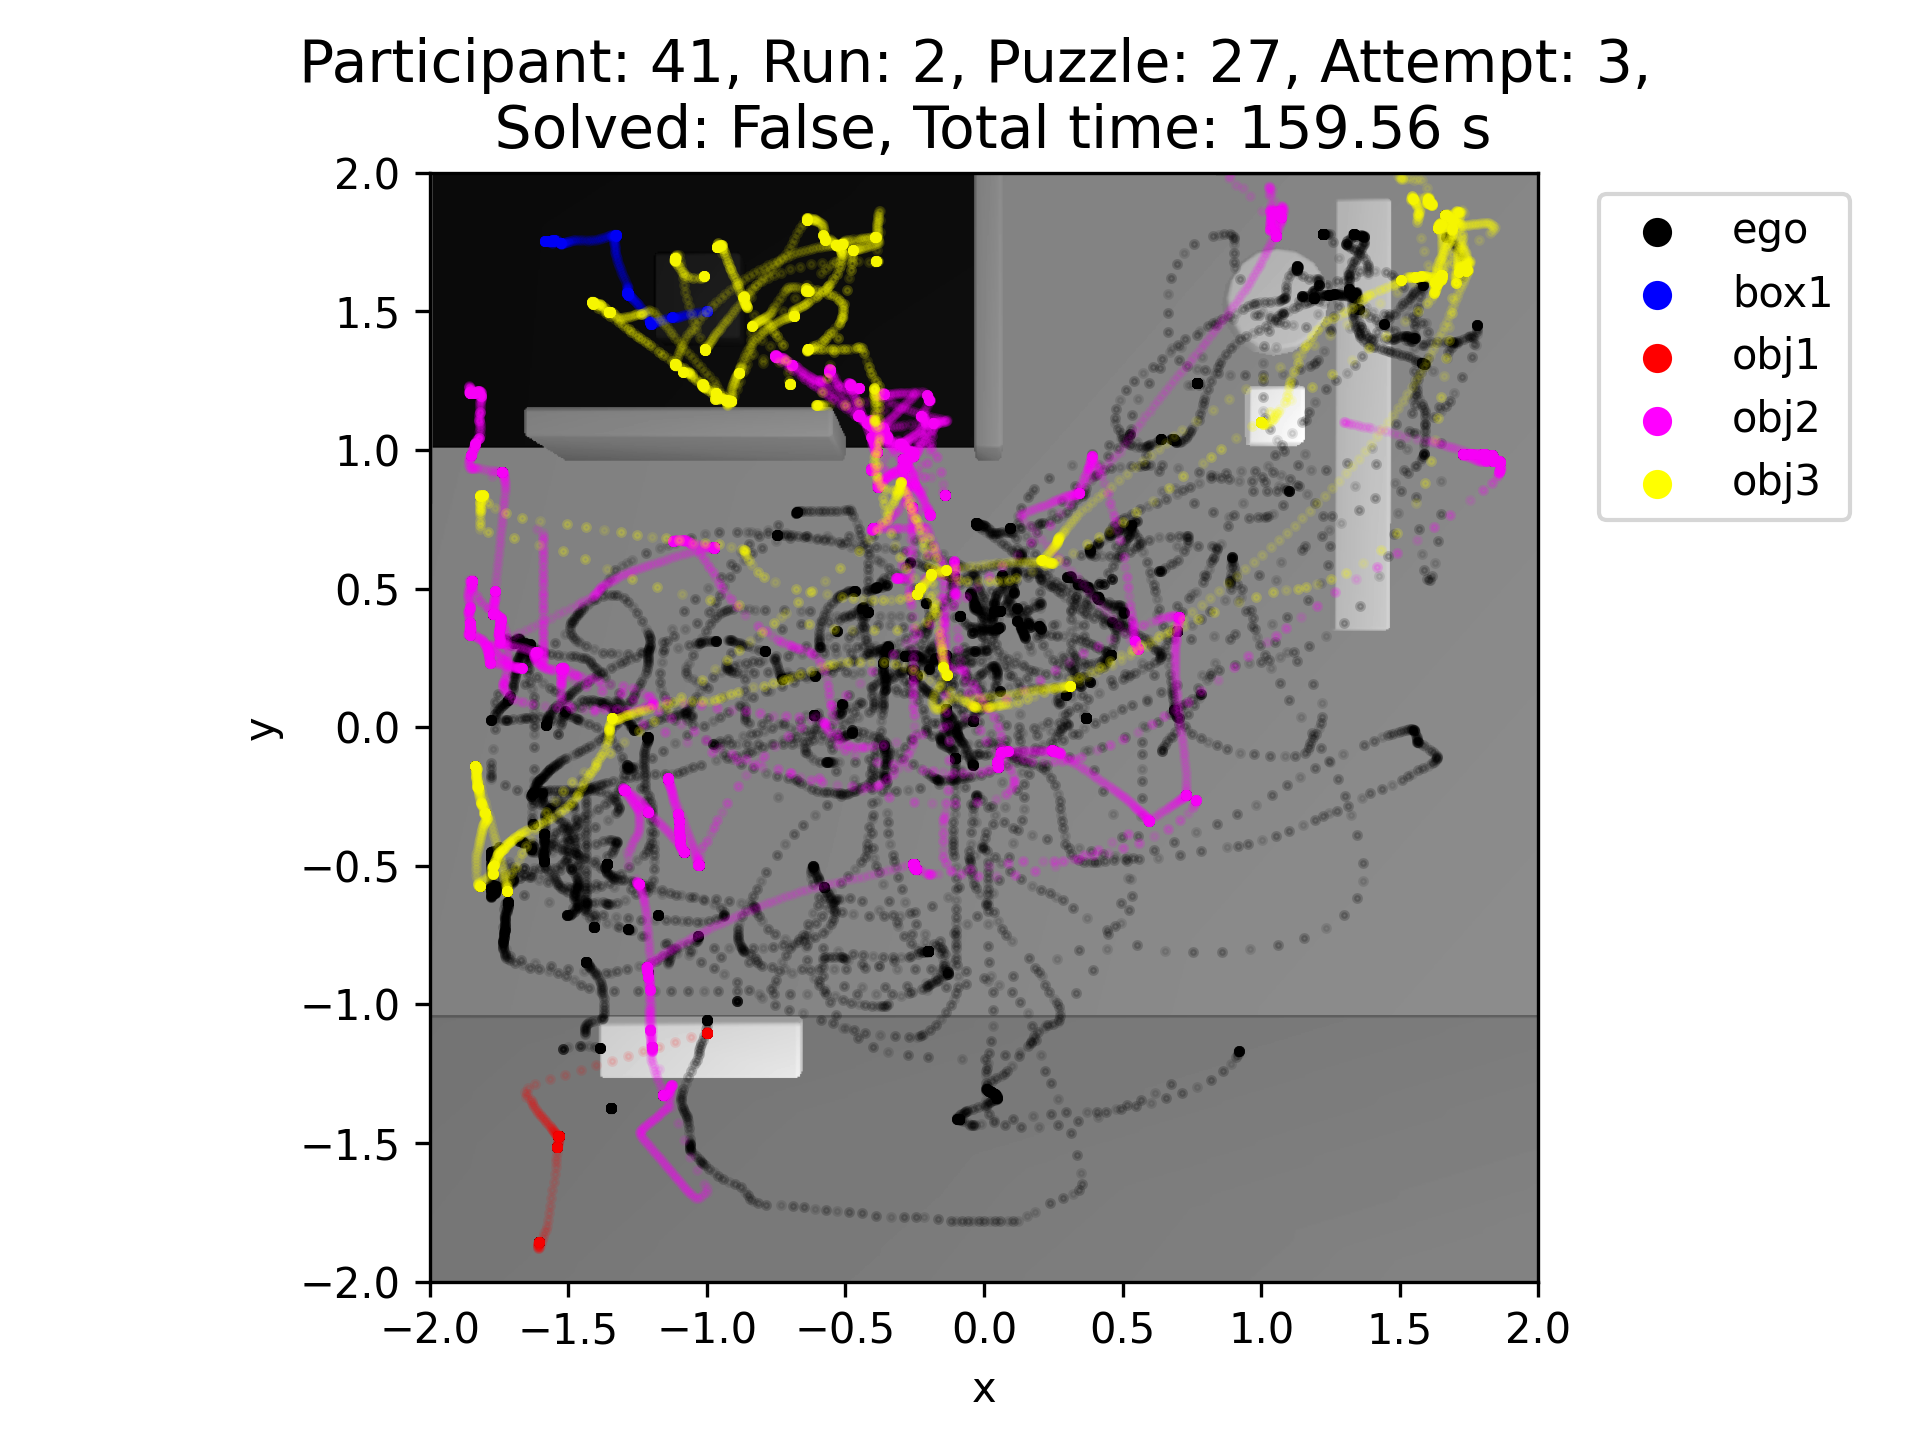 Participant: 41, Run: 2, Puzzle: 27, Attempt: 3,
Solved: False, Total time: 159.56 s
2.0
1.5
1.0
0.5
0.0
−0.5
−1.0
−1.5
−2.0
y
−2.0 −1.5 −1.0 −0.5 0.0 0.5 1.0 1.5 2.0
x
ego
box1
obj1
obj2
obj3